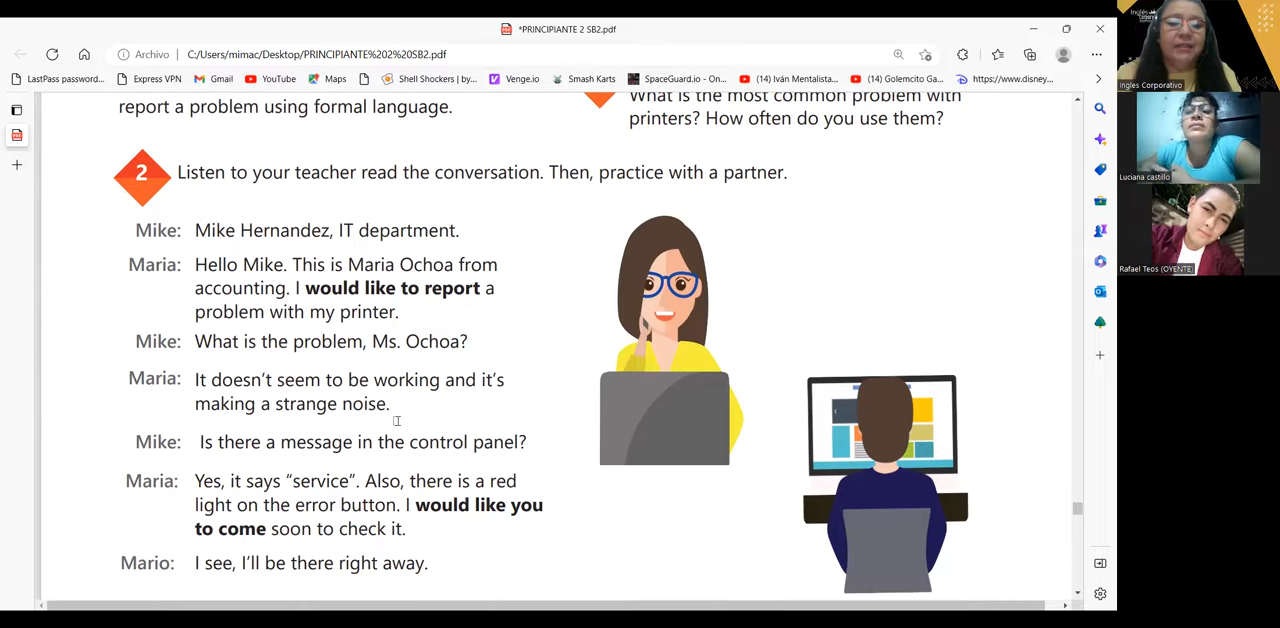 *PRINCIPIANTE 2 SB2.pdf
Archivo | C:/Users/mimac/Desktop/PRINCIPIANTE%202%20SB2.pdf
LastPass password... Express VPN Gmail YouTube Maps Shell Shockers | by... Venge.io Smash Karts SpaceGuard.io - On... (14) Iván Mentalista... (14) Golemcito Ga... https://www.disney...
report a problem using formal language.
What is the most common problem with
printers? How often do you use them?
2 Listen to your teacher read the conversation. Then, practice with a partner.
Mike: Mike Hernandez, IT department.
Maria: Hello Mike. This is Maria Ochoa from
accounting. I would like to report a
problem with my printer.
Mike: What is the problem, Ms. Ochoa?
Maria: It doesn't seem to be working and it's
making a strange noise.
Mike: Is there a message in the control panel?
Maria: Yes, it says "service". Also, there is a red
light on the error button. I would like you
to come soon to check it.
Mario: I see, I'll be there right away.
Inglés
Ingles Corporativo
Luciana castillo
Rafael Teos (OYENTE)